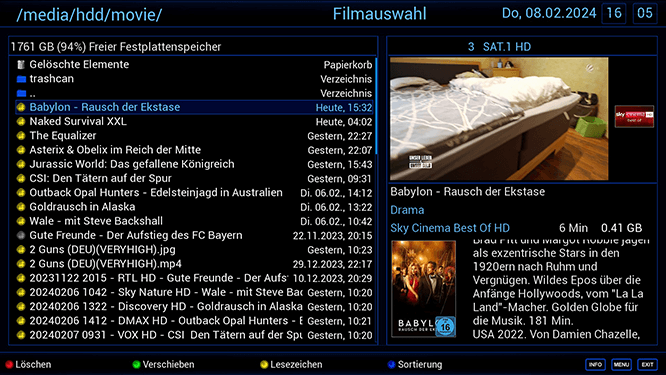 /media/hdd/movie/ Filmauswahl Do, 08.02.2024 16 05
1761 GB (94%) Freier Festplattenspeicher
Gelöschte Elemente Papierkorb
trashcan Verzeichnis
.. Verzeichnis
Babylon - Rausch der Ekstase Heute, 15:32
Naked Survival XXL Heute, 04:02
The Equalizer Gestern, 22:27
Asterix & Obelix im Reich der Mitte Gestern, 22:07
Jurassic World: Das gefallene Königreich Gestern, 15:43
CSI: Den Tätern auf der Spur Gestern, 09:31
Outback Opal Hunters - Edelsteinjagd in Australien Di. 06.02., 14:12
Goldrausch in Alaska Di. 06.02., 13:22
Wale - mit Steve Backshall Di. 06.02., 10:42
Gute Freunde - Der Aufstieg des FC Bayern 22.11.2023, 20:15
2 Guns (DEU)(VERYHIGH).jpg Gestern, 10:23
2 Guns (DEU)(VERYHIGH).mp4 29.12.2023, 22:17
20231122 2015 - RTL HD - Gute Freunde - Der Aufst 10.12.2023, 20:29
20240206 1042 - Sky Nature HD - Wale - mit Steve Bac Gestern, 10:20
20240206 1322 - Discovery HD - Goldrausch in Alaska Gestern, 10:20
20240206 1412 - DMAX HD - Outback Opal Hunters - E Gestern, 10:20
20240207 0931 - VOX HD - CSI Den Tätern auf der Spur Gestern, 10:20
3 SAT.1 HD
UNSER LEBEN
sky cinema HD
best of
Babylon - Rausch der Ekstase
Drama
Sky Cinema Best Of HD 6 Min 0.41 GB
BABYLON
RAUSCH DER EKSTASE
16
Brad Pitt und Margot Robbie jagen
als exzentrische Stars in den
1920ern nach Ruhm und
Vergnügen. Wildes Epos über die
Anfänge Hollywoods, vom "La La
Land"-Macher. Golden Globe für
die Musik. 181 Min.
USA 2022. Von Damien Chazelle,
Löschen Verschieben Lesezeichen Sortierung INFO MENU EXIT